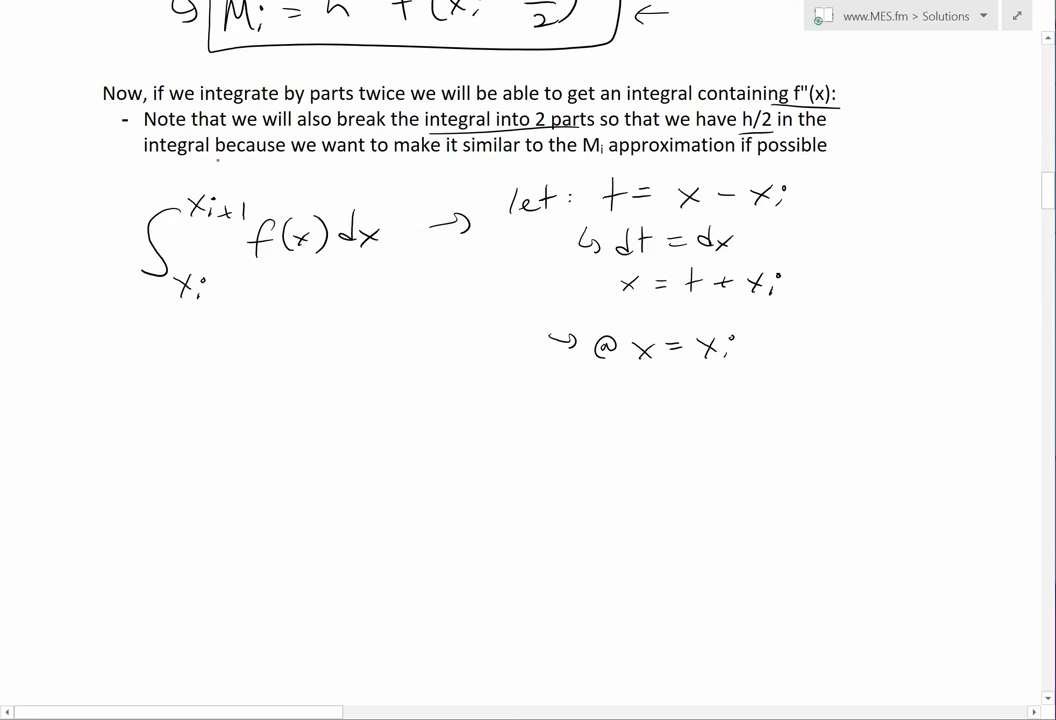 Mᵢ = h f(xᵢ + h/2) ←
www.MES.fm > Solutions
Now, if we integrate by parts twice we will be able to get an integral containing f"(x):
- Note that we will also break the integral into 2 parts so that we have h/2 in the
integral because we want to make it similar to the Mᵢ approximation if possible
∫_{xᵢ}^{xᵢ₊₁} f(x) dx → let: t = x - xᵢ
↳ dt = dx
x = t + xᵢ
→ @ x = xᵢ